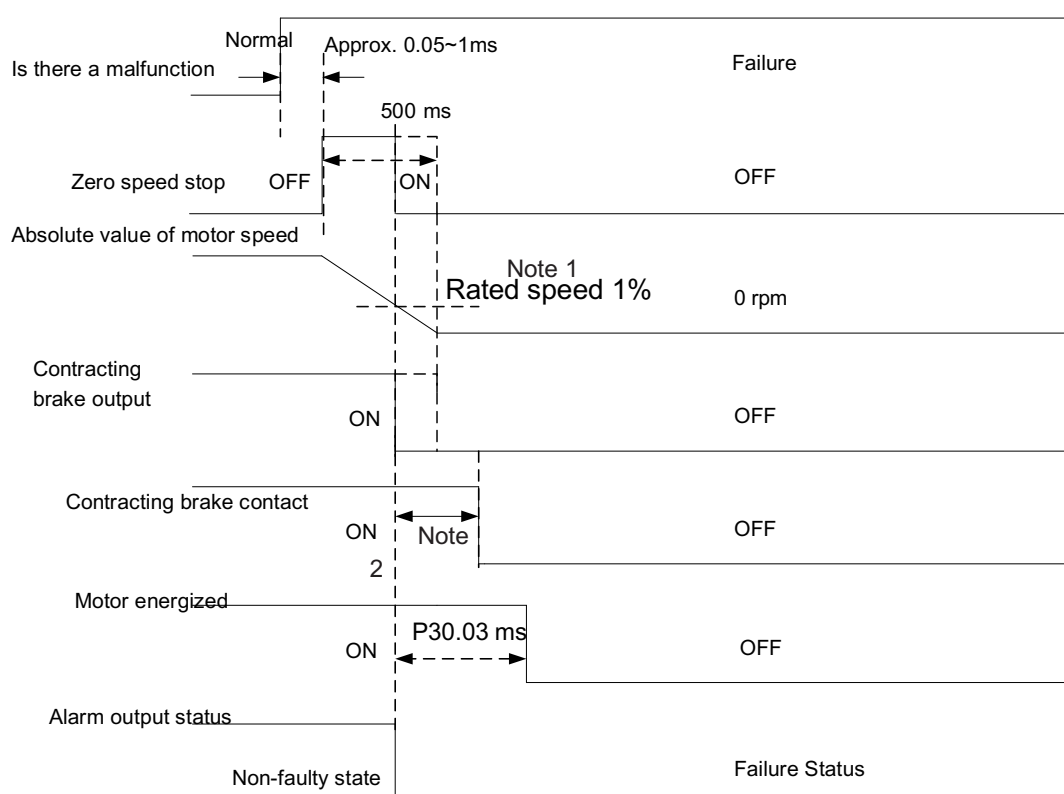 Normal
Approx. 0.05~1ms
Is there a malfunction
Failure
500 ms
Zero speed stop
OFF
ON
OFF
Absolute value of motor speed
Note 1
Rated speed 1%
0 rpm
Contracting
brake output
ON
OFF
Contracting brake contact
ON
Note
OFF
2
Motor energized
P30.03 ms
ON
OFF
Alarm output status
Non-faulty state
Failure Status